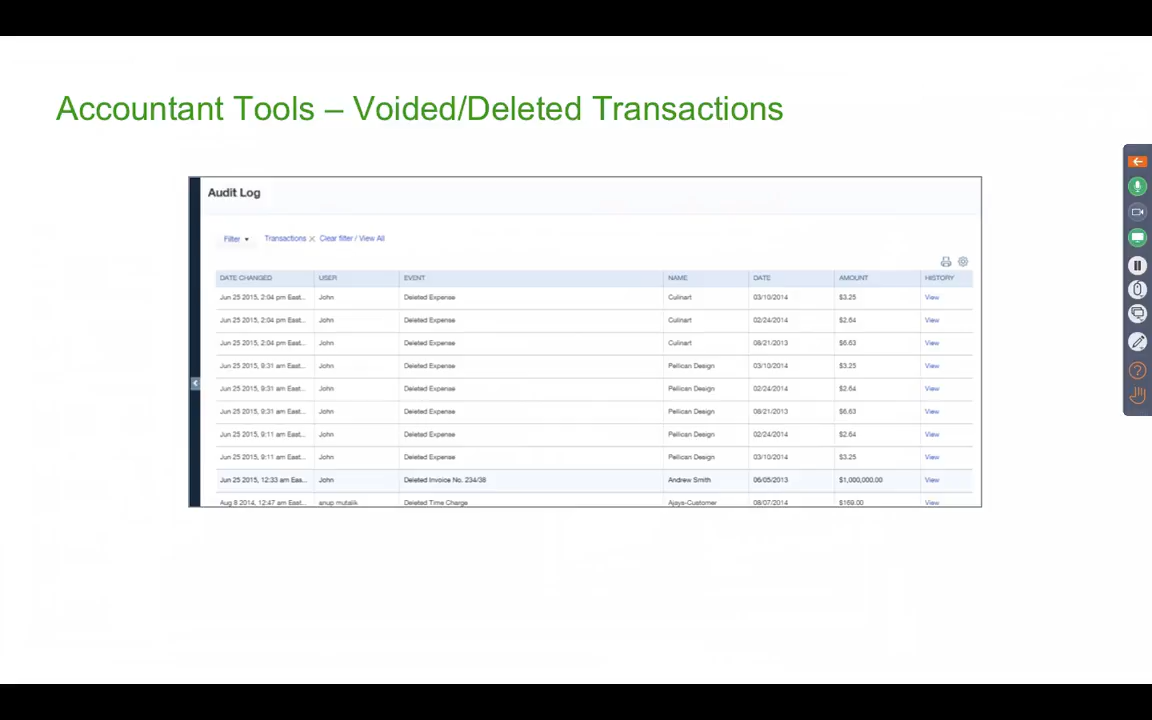 Accountant Tools – Voided/Deleted Transactions
Audit Log
Filter Transactions Clear filter / View All
DATE CHANGED USER EVENT NAME DATE AMOUNT HISTORY
Jun 25 2015, 2:04 pm East... John Deleted Expense Culinart 03/10/2014 $3.25 View
Jun 25 2015, 2:04 pm East... John Deleted Expense Culinart 02/24/2014 $2.64 View
Jun 25 2015, 2:04 pm East... John Deleted Expense Culinart 08/21/2013 $6.63 View
Jun 25 2015, 9:31 am East... John Deleted Expense Pellican Design 03/10/2014 $3.25 View
Jun 25 2015, 9:31 am East... John Deleted Expense Pellican Design 02/24/2014 $2.64 View
Jun 25 2015, 9:31 am East... John Deleted Expense Pellican Design 08/21/2013 $6.63 View
Jun 25 2015, 9:11 am East... John Deleted Expense Pellican Design 02/24/2014 $2.64 View
Jun 25 2015, 9:11 am East... John Deleted Expense Pellican Design 03/10/2014 $3.25 View
Jun 25 2015, 12:33 am Eas... John Deleted Invoice No. 234/38 Andrew Smith 06/05/2013 $1,000,000.00 View
Aug 8 2014, 12:47 am East... anup mutalik Deleted Time Charge Ajaya-Customer 08/07/2014 $169.00 View